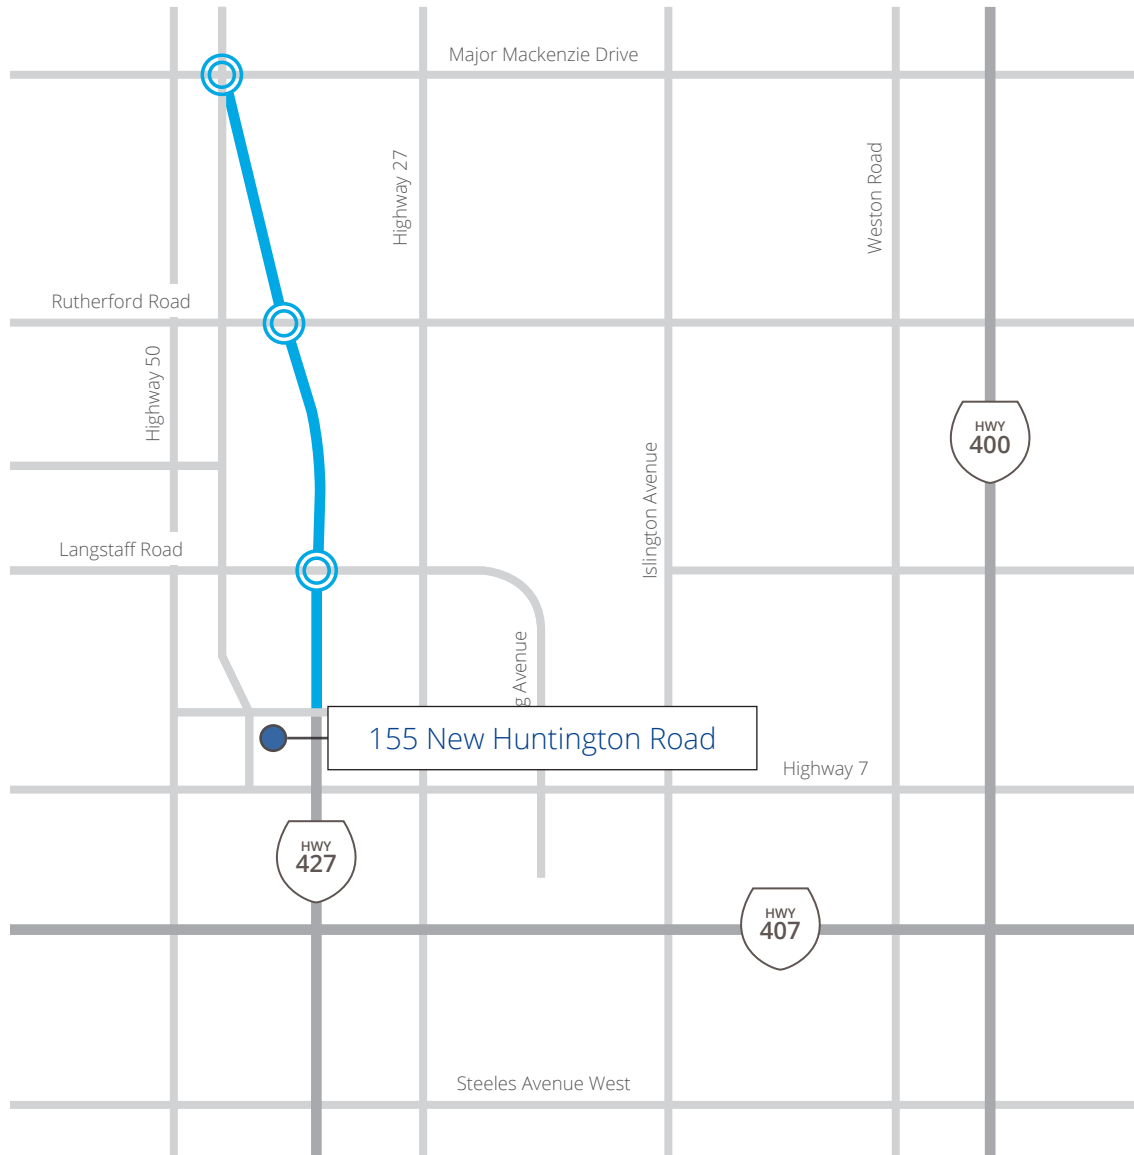 Major Mackenzie Drive
Highway 27
Weston Road
Rutherford Road
Highway 50
HWY
400
Islington Avenue
Langstaff Road
Avenue
155 New Huntington Road
Highway 7
HWY
427
HWY
407
Steeles Avenue West